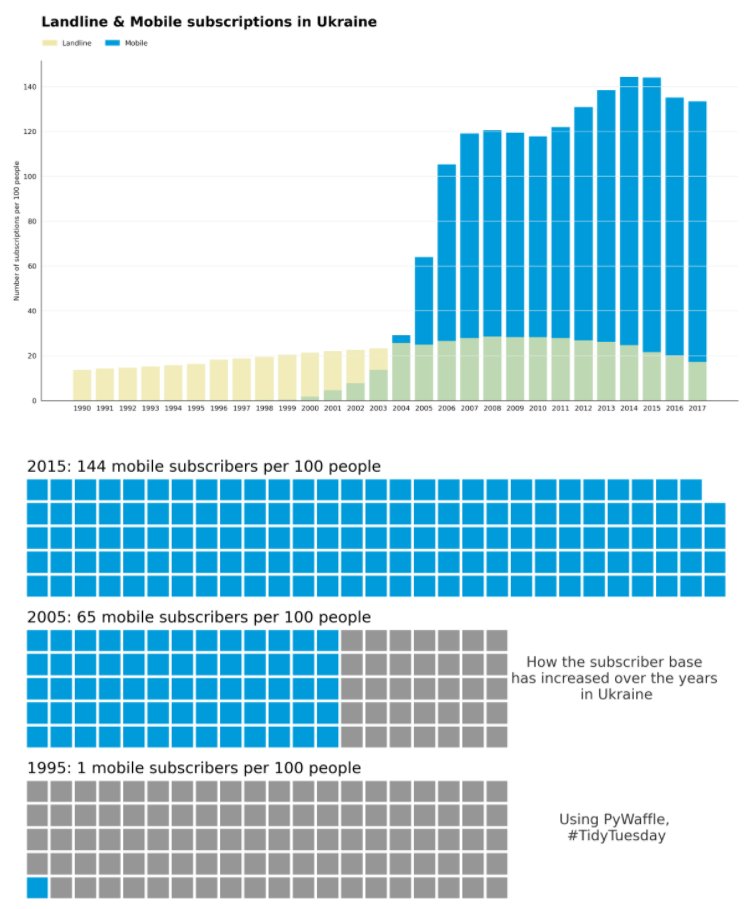 Landline & Mobile subscriptions in Ukraine
Landline Mobile
Number of subscriptions per 100 people
140
120
100
80
60
40
20
0
1990 1991 1992 1993 1994 1995 1996 1997 1998 1999 2000 2001 2002 2003 2004 2005 2006 2007 2008 2009 2010 2011 2012 2013 2014 2015 2016 2017
2015: 144 mobile subscribers per 100 people
2005: 65 mobile subscribers per 100 people
How the subscriber base
has increased over the years
in Ukraine
1995: 1 mobile subscribers per 100 people
Using PyWaffle,
#TidyTuesday